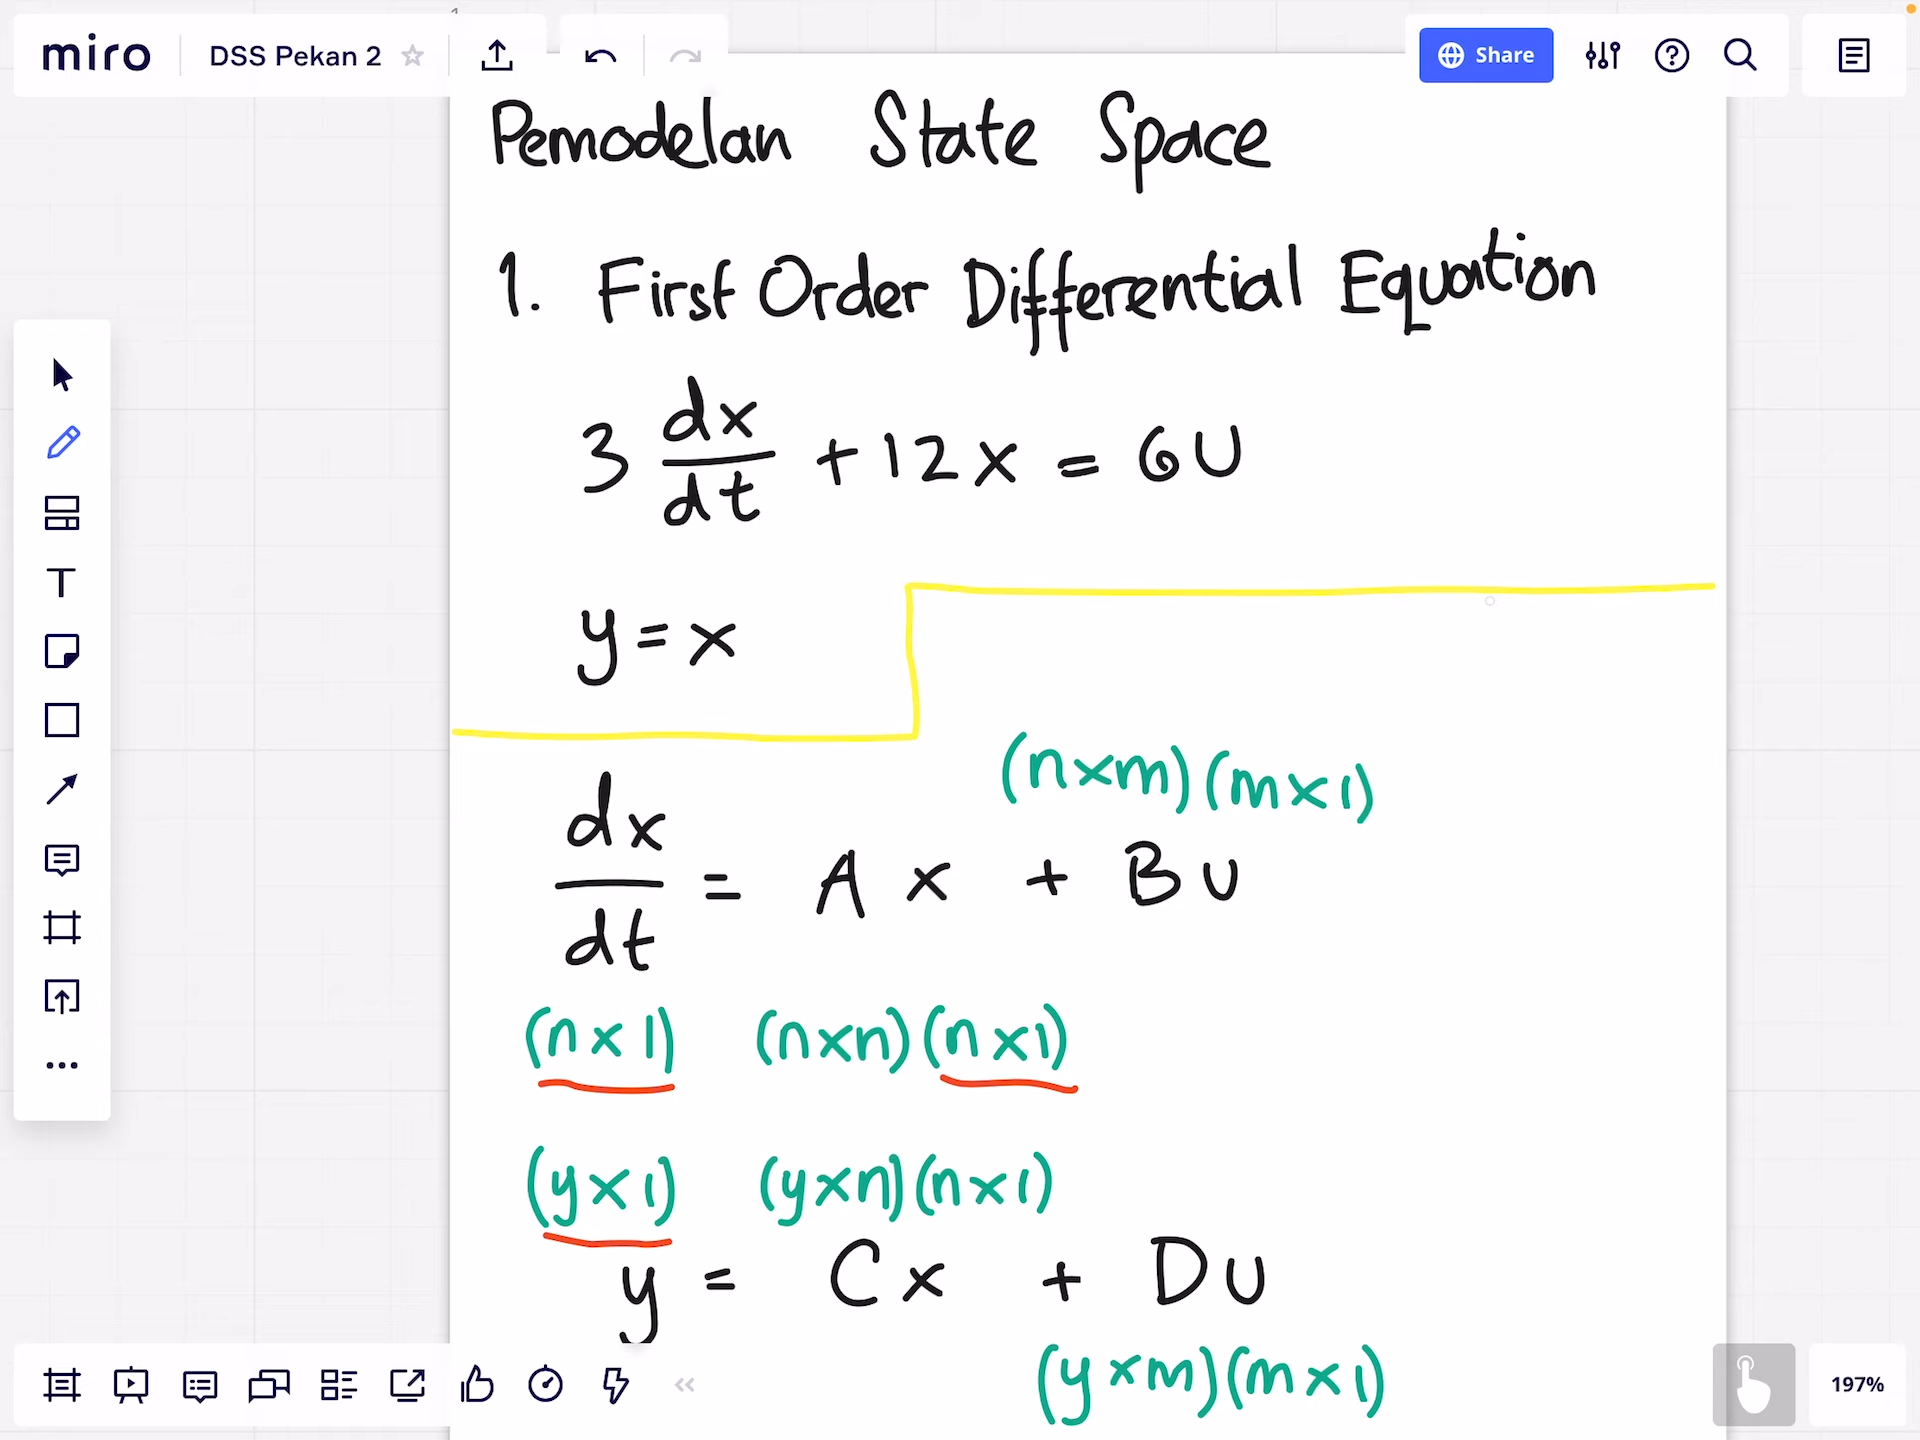 1
miro DSS Pekan 2 Share
Pemodelan State Space
1. First Order Differential Equation
3 dx/dt + 12x = 6U
y = x
(n×m) (m×1)
dx/dt = A x + B U
(n × 1) (n×n) (n ×1)
(y × 1) (y×n) (n×1)
y = C x + D U
(y ×m) (m×1)
197%